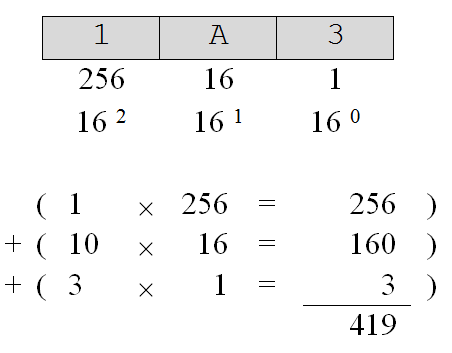 1 A 3
256 16 1
16 2 16 1 16 0
( 1 × 256 = 256 )
+ ( 10 × 16 = 160 )
+ ( 3 × 1 = 3 )
419